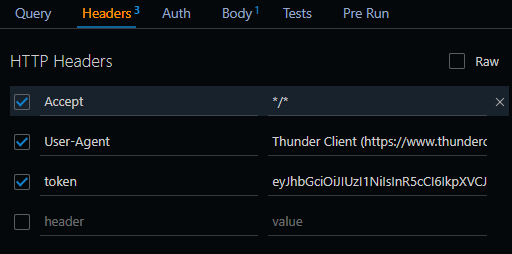 Query Headers 3 Auth Body 1 Tests Pre Run
HTTP Headers Raw
Accept */*
User-Agent Thunder Client (https://www.thunderc
token eyJhbGciOiJIUzI1NiIsInR5cCI6IkpXVCJ
header value